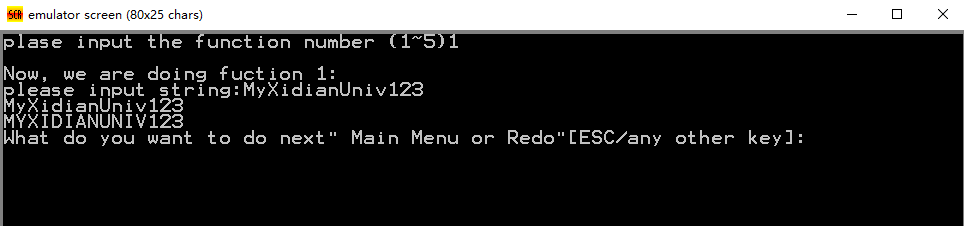 emulator screen (80x25 chars)
plase input the function number (1~5)1
Now, we are doing fuction 1:
please input string:MyXidianUniv123
MyXidianUniv123
MYXIDIANUNIV123
What do you want to do next" Main Menu or Redo"[ESC/any other key]: